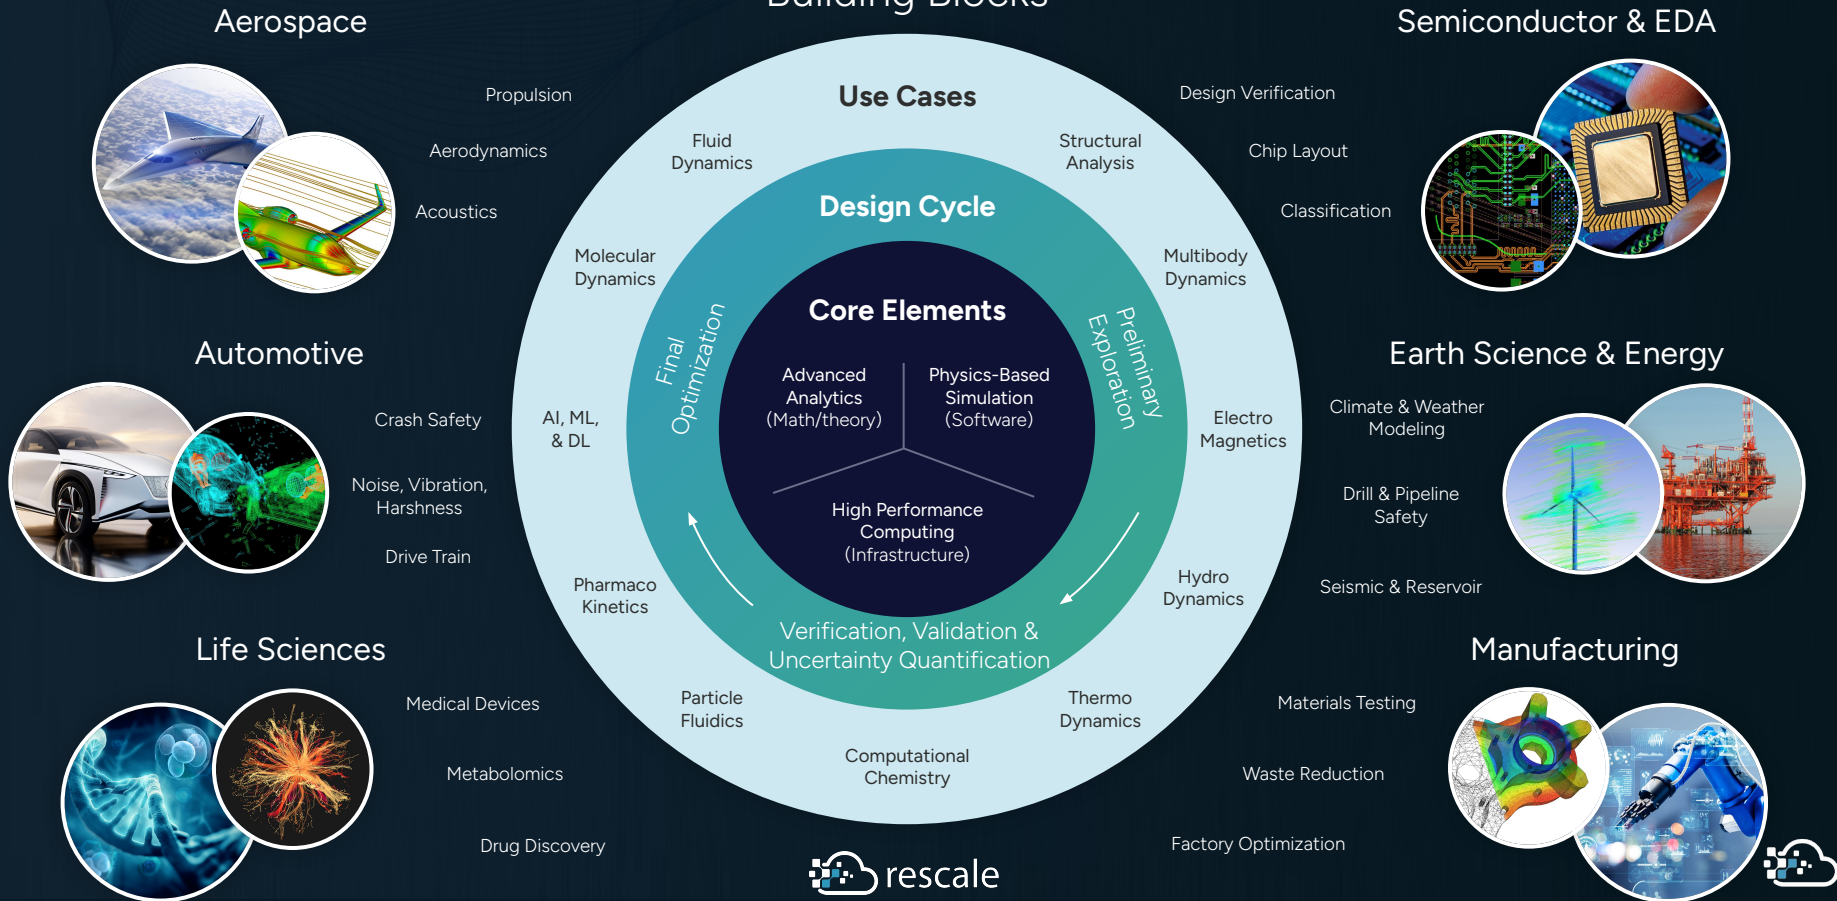 Building Blocks
Aerospace
Propulsion
Aerodynamics
Acoustics
Automotive
Crash Safety
Noise, Vibration,
Harshness
Drive Train
Life Sciences
Medical Devices
Metabolomics
Drug Discovery
Use Cases
Fluid
Dynamics
Structural
Analysis
Molecular
Dynamics
Multibody
Dynamics
AI, ML,
& DL
Electro
Magnetics
Pharmaco
Kinetics
Hydro
Dynamics
Particle
Fluidics
Thermo
Dynamics
Computational
Chemistry
Design Cycle
Final
Optimization
Preliminary
Exploration
Verification, Validation &
Uncertainty Quantification
Core Elements
Advanced
Analytics
(Math/theory)
Physics-Based
Simulation
(Software)
High Performance
Computing
(Infrastructure)
Semiconductor & EDA
Design Verification
Chip Layout
Classification
Earth Science & Energy
Climate & Weather
Modeling
Drill & Pipeline
Safety
Seismic & Reservoir
Manufacturing
Materials Testing
Waste Reduction
Factory Optimization
rescale